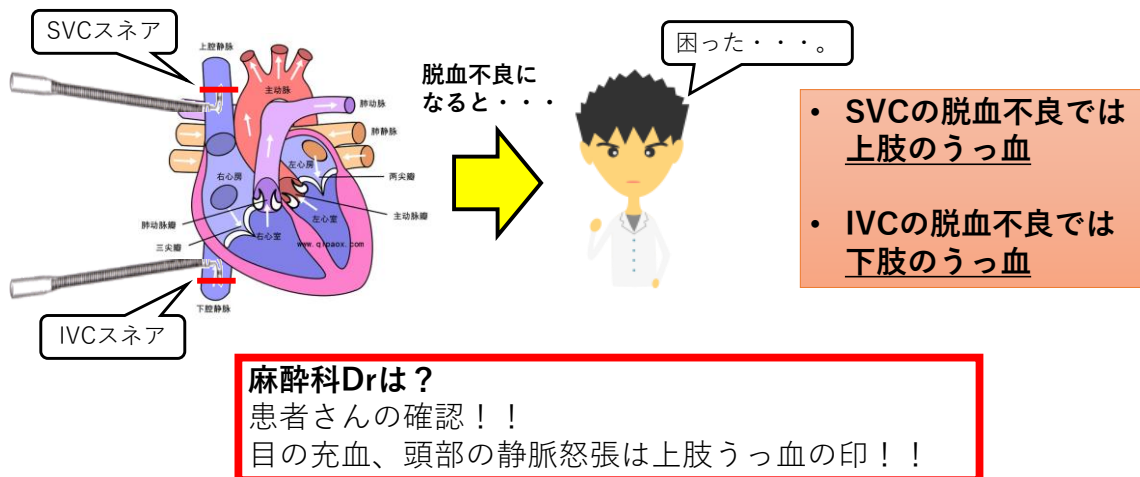 SVCスネア
上腔静脉
主动脉
肺动脉
肺静脉
左心房
右心房
两尖瓣
主动脉瓣
肺动脉瓣
左心室
右心室
三尖瓣
www.qipaox.com
下腔静脉
IVCスネア
脱血不良に
なると・・・
困った・・・。
• SVCの脱血不良では
上肢のうっ血
• IVCの脱血不良では
下肢のうっ血
麻酔科Drは？
患者さんの確認！！
目の充血、頭部の静脈怒張は上肢うっ血の印！！